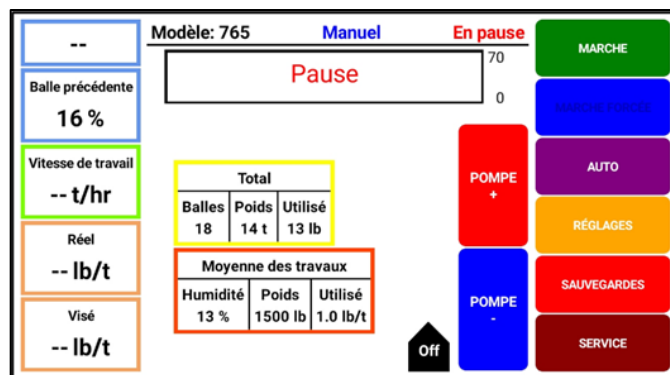 --
Balle précédente
16 %
Vitesse de travail
-- t/hr
Réel
-- lb/t
Visé
-- lb/t
Modèle: 765 Manuel En pause
Pause
70
0
Total
Balles Poids Utilisé
18 14 t 13 lb
Moyenne des travaux
Humidité Poids Utilisé
13 % 1500 lb 1.0 lb/t
POMPE
+
POMPE
-
Off
MARCHE
MARCHE FORCÉE
AUTO
RÉGLAGES
SAUVEGARDES
SERVICE